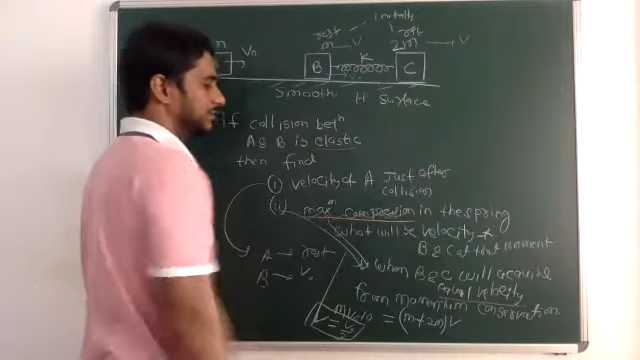 initially
rest rest
m V 2m V
m V₀ B K C
V₀
Smooth H surface
If collision betⁿ
A & B is elastic
then find
(i) velocity of A Just after
collision
(ii) maxᵐ compression in the spring
what will be velocity of
B & C at that moment
A → rest
B → V₀
when B & C will acquire
equal velocity
from momentum conservation
mV₀ + 0 = (m+2m)V